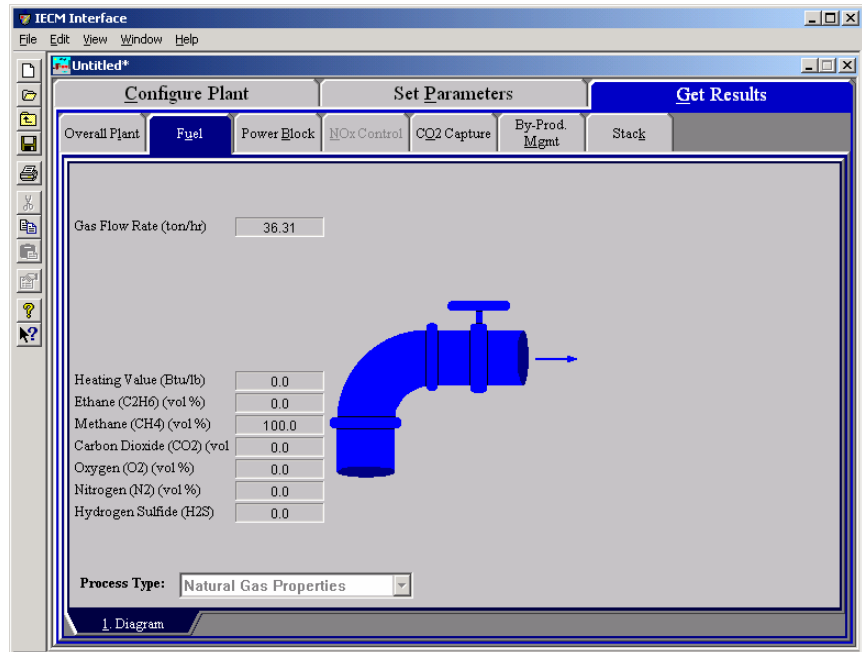 IECM Interface
File Edit View Window Help
Untitled*
Configure Plant Set Parameters Get Results
Overall Plant Fuel Power Block NOx Control CO2 Capture By-Prod. Mgmt Stack
Gas Flow Rate (ton/hr) 36.31
Heating Value (Btu/lb) 0.0
Ethane (C2H6) (vol %) 0.0
Methane (CH4) (vol %) 100.0
Carbon Dioxide (CO2) (vol 0.0
Oxygen (O2) (vol %) 0.0
Nitrogen (N2) (vol %) 0.0
Hydrogen Sulfide (H2S) 0.0
Process Type: Natural Gas Properties
1. Diagram